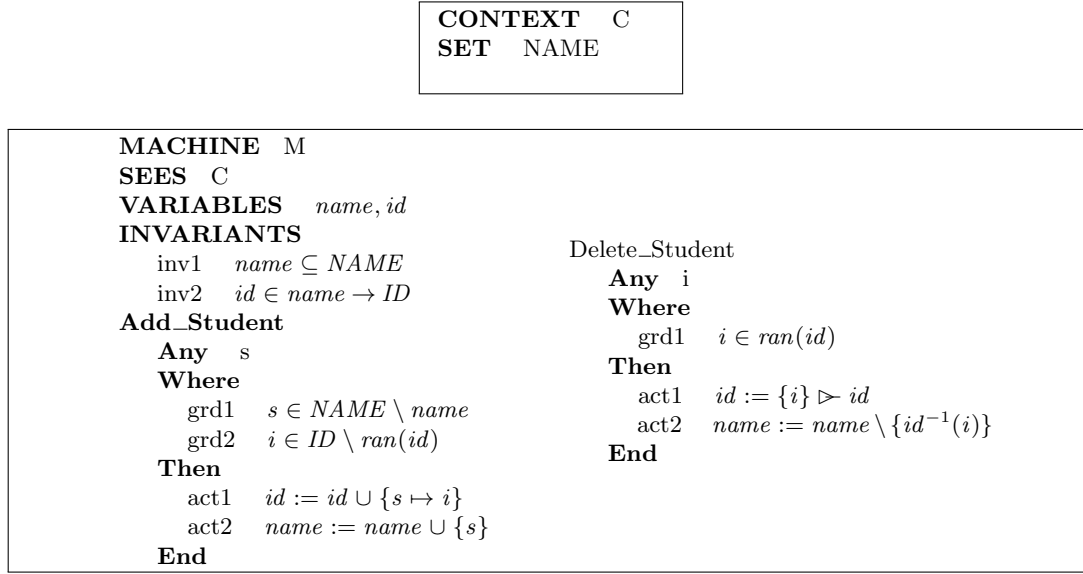 CONTEXT C
SET NAME
MACHINE M
SEES C
VARIABLES name, id
INVARIANTS
inv1 name ⊆ NAME
inv2 id ∈ name → ID
Add_Student
Any s
Where
grd1 s ∈ NAME \ name
grd2 i ∈ ID \ ran(id)
Then
act1 id := id ∪ {s ↦ i}
act2 name := name ∪ {s}
End
Delete_Student
Any i
Where
grd1 i ∈ ran(id)
Then
act1 id := {i} ⩥ id
act2 name := name \ {id⁻¹(i)}
End